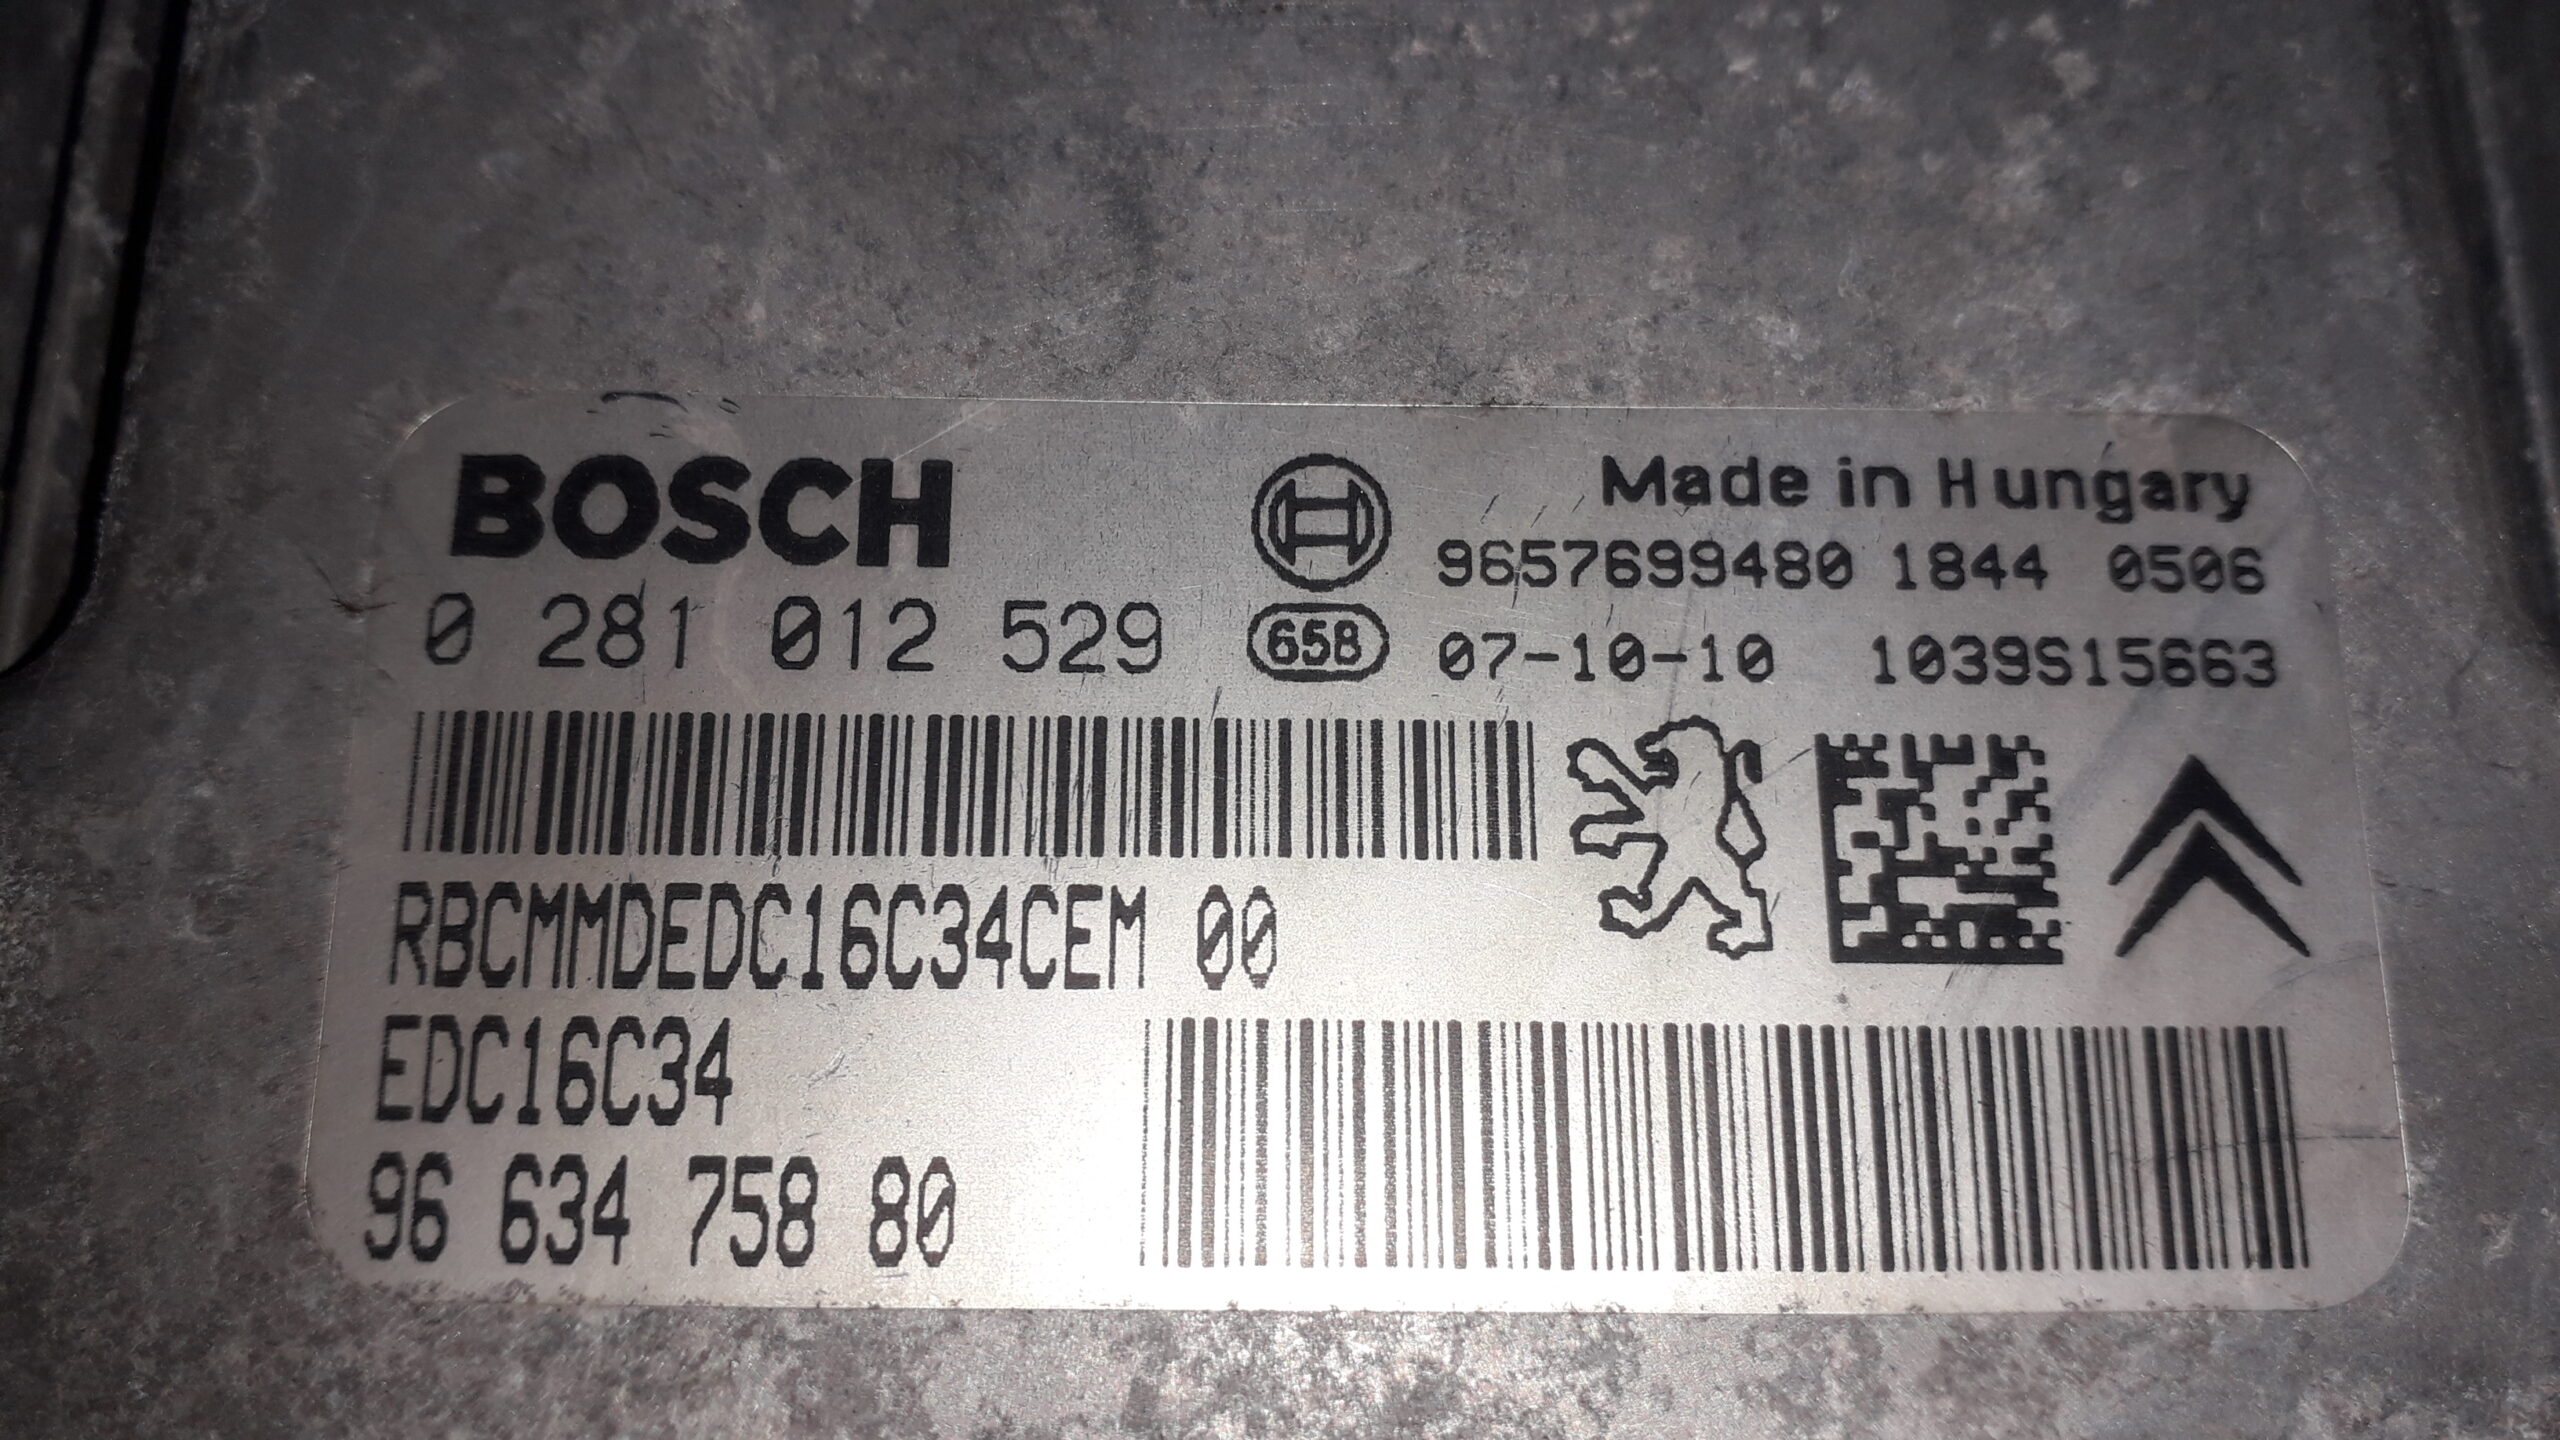 BOSCH
Made in Hungary
9657699480 1844 0506
0 281 012 529
658
07-10-10 1039S15663
RBCMMDEDC16C34CEM 00
EDC16C34
96 634 758 80